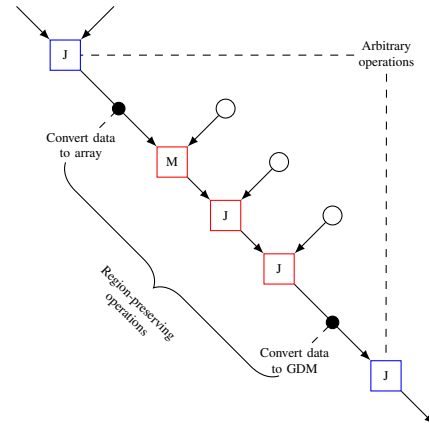 Arbitrary
operations
J
Convert data
to array
M
J
J
Region-preserving
operations
Convert data
to GDM
J